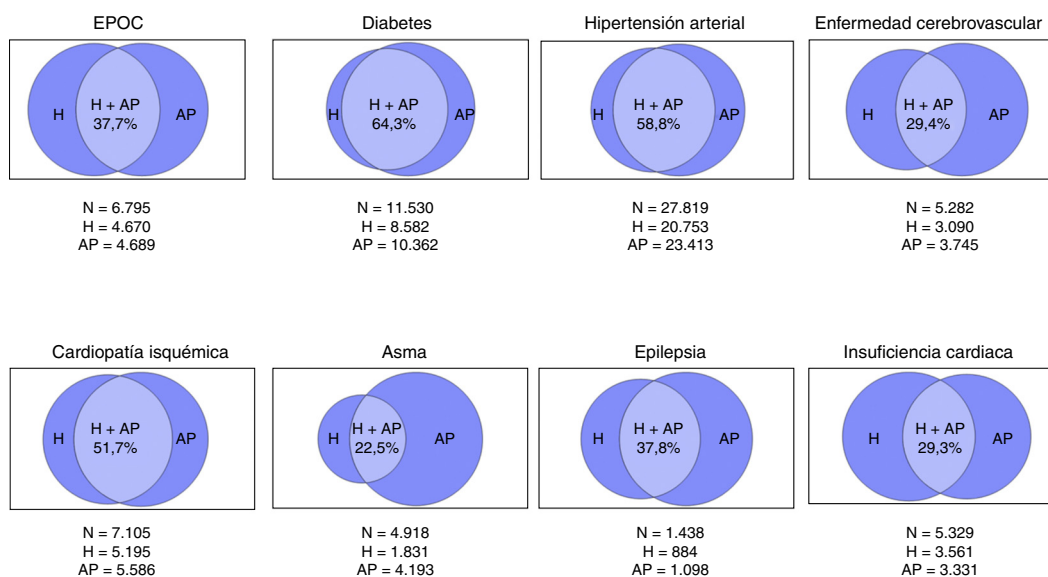 EPOC
H
H + AP
37,7%
AP
N = 6.795
H = 4.670
AP = 4.689
Diabetes
H
H + AP
64,3%
AP
N = 11.530
H = 8.582
AP = 10.362
Hipertensión arterial
H
H + AP
58,8%
AP
N = 27.819
H = 20.753
AP = 23.413
Enfermedad cerebrovascular
H
H + AP
29,4%
AP
N = 5.282
H = 3.090
AP = 3.745
Cardiopatía isquémica
H
H + AP
51,7%
AP
N = 7.105
H = 5.195
AP = 5.586
Asma
H
H + AP
22,5%
AP
N = 4.918
H = 1.831
AP = 4.193
Epilepsia
H
H + AP
37,8%
AP
N = 1.438
H = 884
AP = 1.098
Insuficiencia cardiaca
H
H + AP
29,3%
AP
N = 5.329
H = 3.561
AP = 3.331